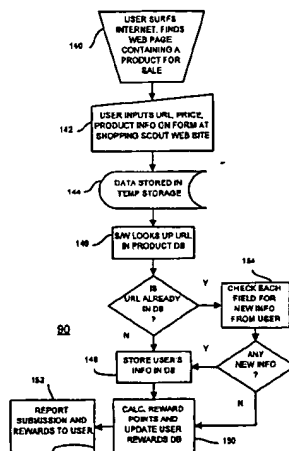 USER SURFS
INTERNET, FINDS
WEB PAGE
CONTAINING A
PRODUCT FOR
SALE
140
USER INPUTS URL, PRICE,
PRODUCT INFO ON FORM AT
SHOPPING SCOUT WEB SITE
142
DATA STORED IN
TEMP STORAGE
144
S/W LOOKS UP URL
IN PRODUCT DB
146
IS
URL ALREADY
IN DB
?
Y
N
164
CHECK EACH
FIELD FOR
NEW INFO
FROM USER
90
148
STORE USER'S
INFO IN DB
Y
ANY
NEW INFO
?
N
152
REPORT
SUBMISSION AND
REWARDS TO USER
CALC. REWARD
POINTS AND
UPDATE USER
REWARDS DB
150